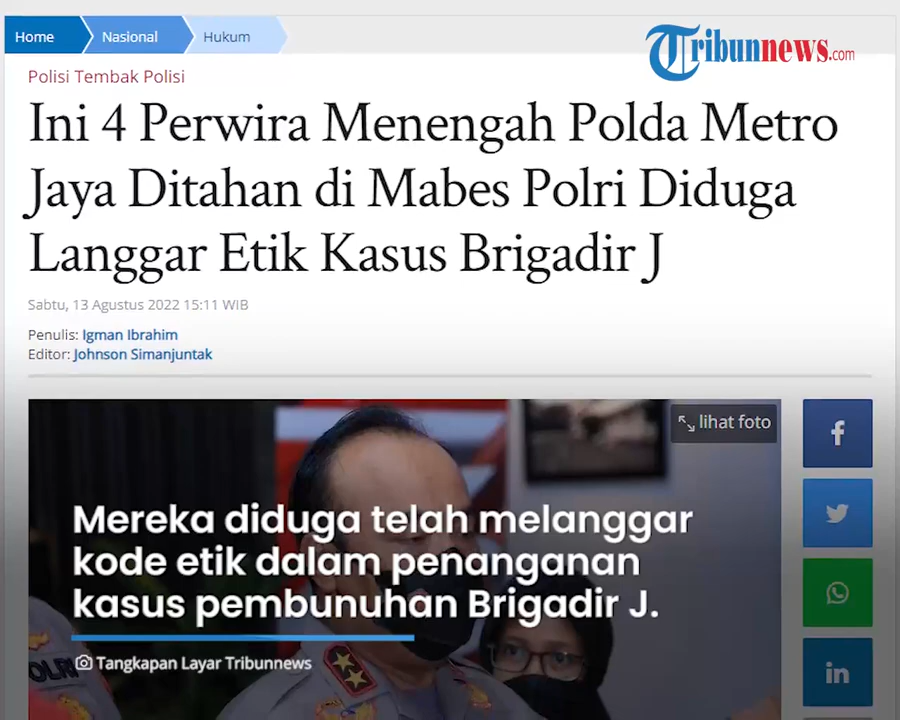 Home Nasional Hukum
Tribunnews.com
Polisi Tembak Polisi
Ini 4 Perwira Menengah Polda Metro
Jaya Ditahan di Mabes Polri Diduga
Langgar Etik Kasus Brigadir J
Sabtu, 13 Agustus 2022 15:11 WIB
Penulis: Igman Ibrahim
Editor: Johnson Simanjuntak
lihat foto
Mereka diduga telah melanggar
kode etik dalam penanganan
kasus pembunuhan Brigadir J.
Tangkapan Layar Tribunnews
POLRI
f
in